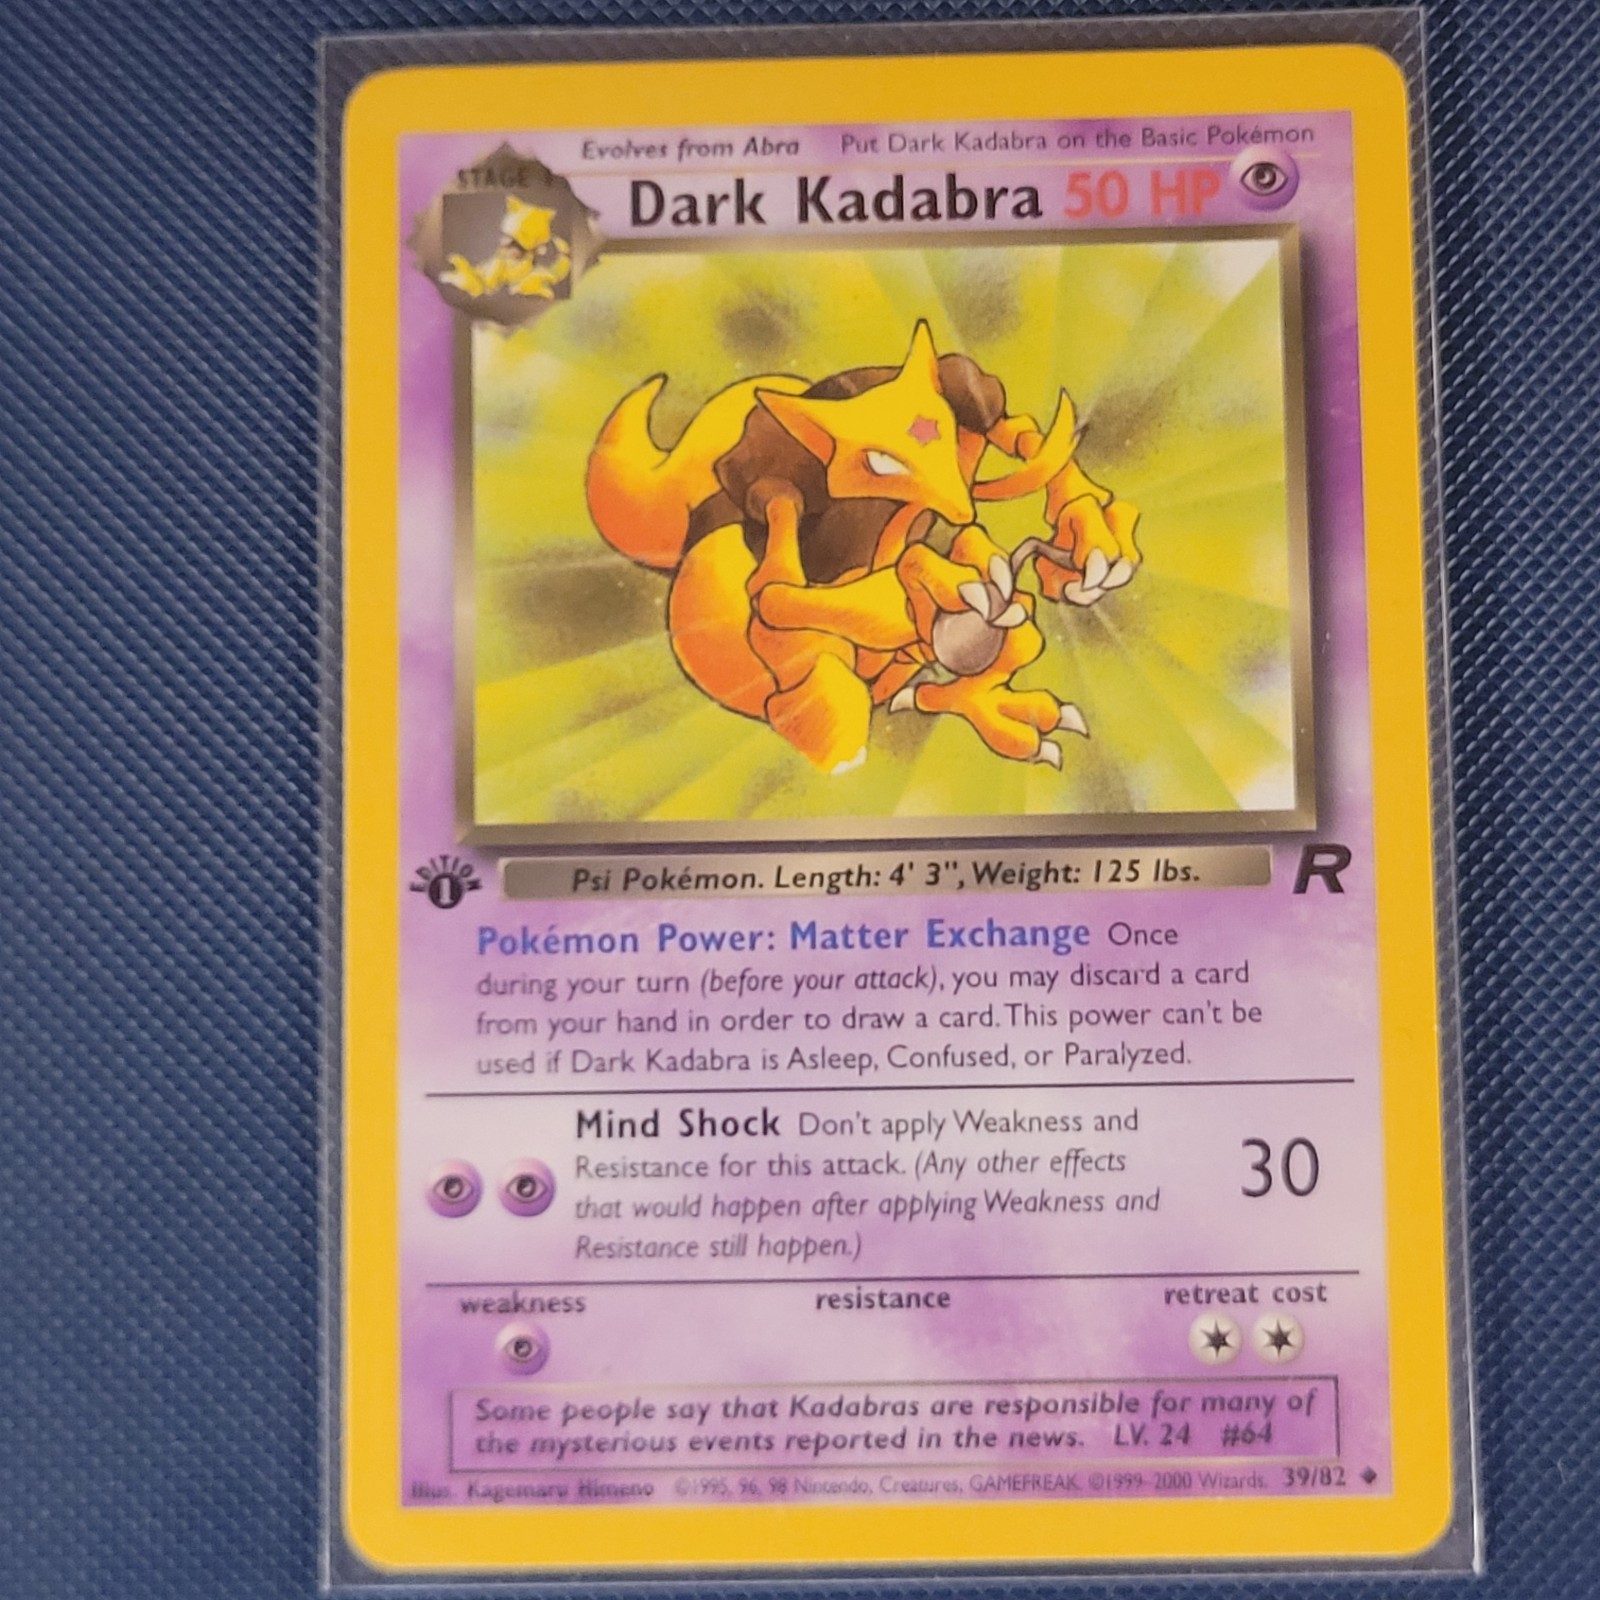 Evolves from Abra Put Dark Kadabra on the Basic Pokémon
STAGE 1
Dark Kadabra 50 HP
EDITION
1
Psi Pokémon. Length: 4' 3", Weight: 125 lbs.
R
Pokémon Power: Matter Exchange Once
during your turn (before your attack), you may discard a card
from your hand in order to draw a card. This power can't be
used if Dark Kadabra is Asleep, Confused, or Paralyzed.
Mind Shock Don't apply Weakness and
Resistance for this attack. (Any other effects
that would happen after applying Weakness and
Resistance still happen.)
30
weakness resistance retreat cost
Some people say that Kadabras are responsible for many of
the mysterious events reported in the news. LV. 24 #64
Illus. Kagemaru Himeno ©1995, 96, 98 Nintendo, Creatures, GAMEFREAK. ©1999-2000 Wizards. 39/82